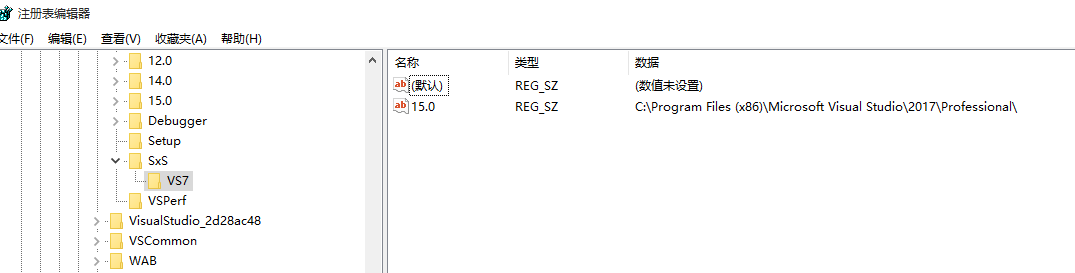 注册表编辑器
文件(F) 编辑(E) 查看(V) 收藏夹(A) 帮助(H)
12.0
14.0
15.0
Debugger
Setup
SxS
VS7
VSPerf
VisualStudio_2d28ac48
VSCommon
WAB
名称 类型 数据
(默认) REG_SZ (数值未设置)
15.0 REG_SZ C:\Program Files (x86)\Microsoft Visual Studio\2017\Professional\